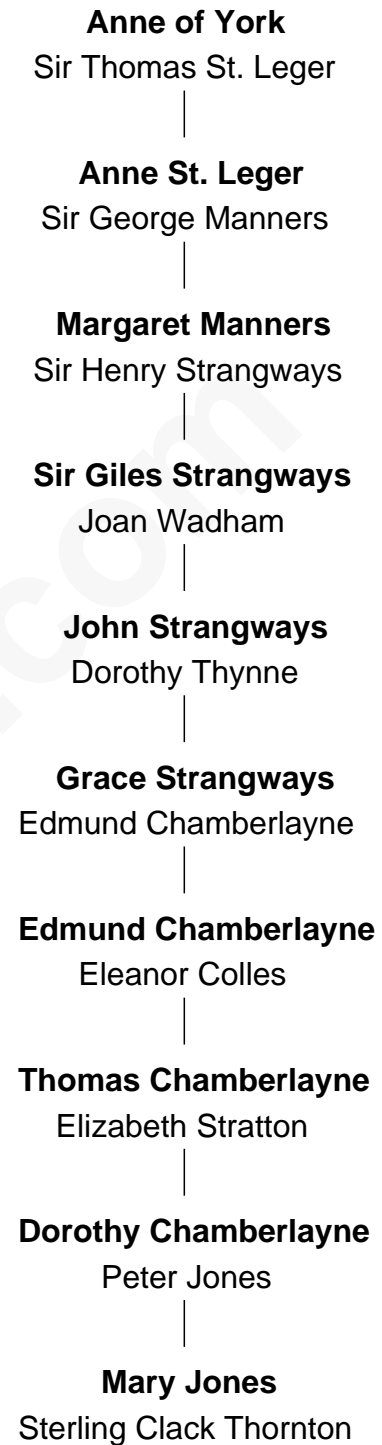 Anne of York
Sir Thomas St. Leger
Anne St. Leger
Sir George Manners
Margaret Manners
Sir Henry Strangways
Sir Giles Strangways
Joan Wadham
John Strangways
Dorothy Thynne
Grace Strangways
Edmund Chamberlayne
Edmund Chamberlayne
Eleanor Colles
Thomas Chamberlayne
Elizabeth Stratton
Dorothy Chamberlayne
Peter Jones
Mary Jones
Sterling Clack Thornton